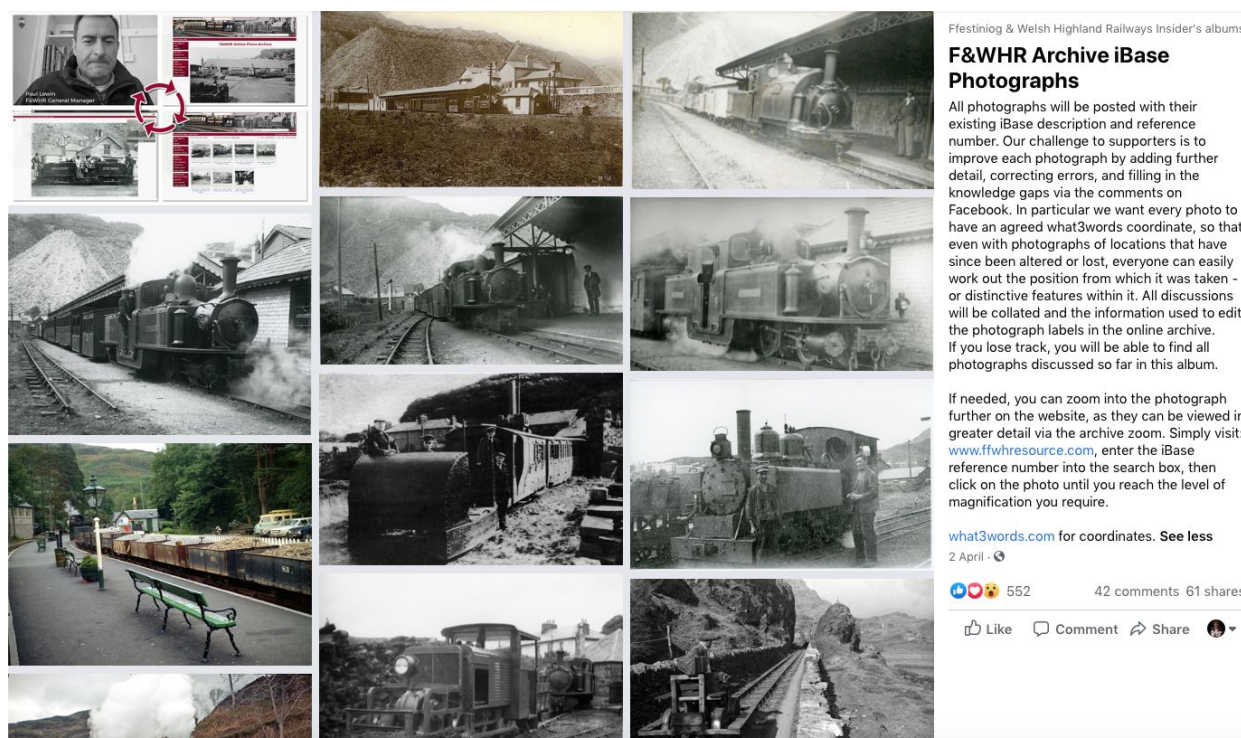 Paul Lewin
F&WHR General Manager
F&WHR Online Photo Archive
83
Ffestiniog & Welsh Highland Railways Insider's albums
F&WHR Archive iBase
Photographs
All photographs will be posted with their
existing iBase description and reference
number. Our challenge to supporters is to
improve each photograph by adding further
detail, correcting errors, and filling in the
knowledge gaps via the comments on
Facebook. In particular we want every photo to
have an agreed what3words coordinate, so that
even with photographs of locations that have
since been altered or lost, everyone can easily
work out the position from which it was taken -
or distinctive features within it. All discussions
will be collated and the information used to edit
the photograph labels in the online archive.
If you lose track, you will be able to find all
photographs discussed so far in this album.
If needed, you can zoom into the photograph
further on the website, as they can be viewed in
greater detail via the archive zoom. Simply visit:
www.ffwhresource.com, enter the iBase
reference number into the search box, then
click on the photo until you reach the level of
magnification you require.
what3words.com for coordinates. See less
2 April ·
552
42 comments 61 shares
Like Comment Share